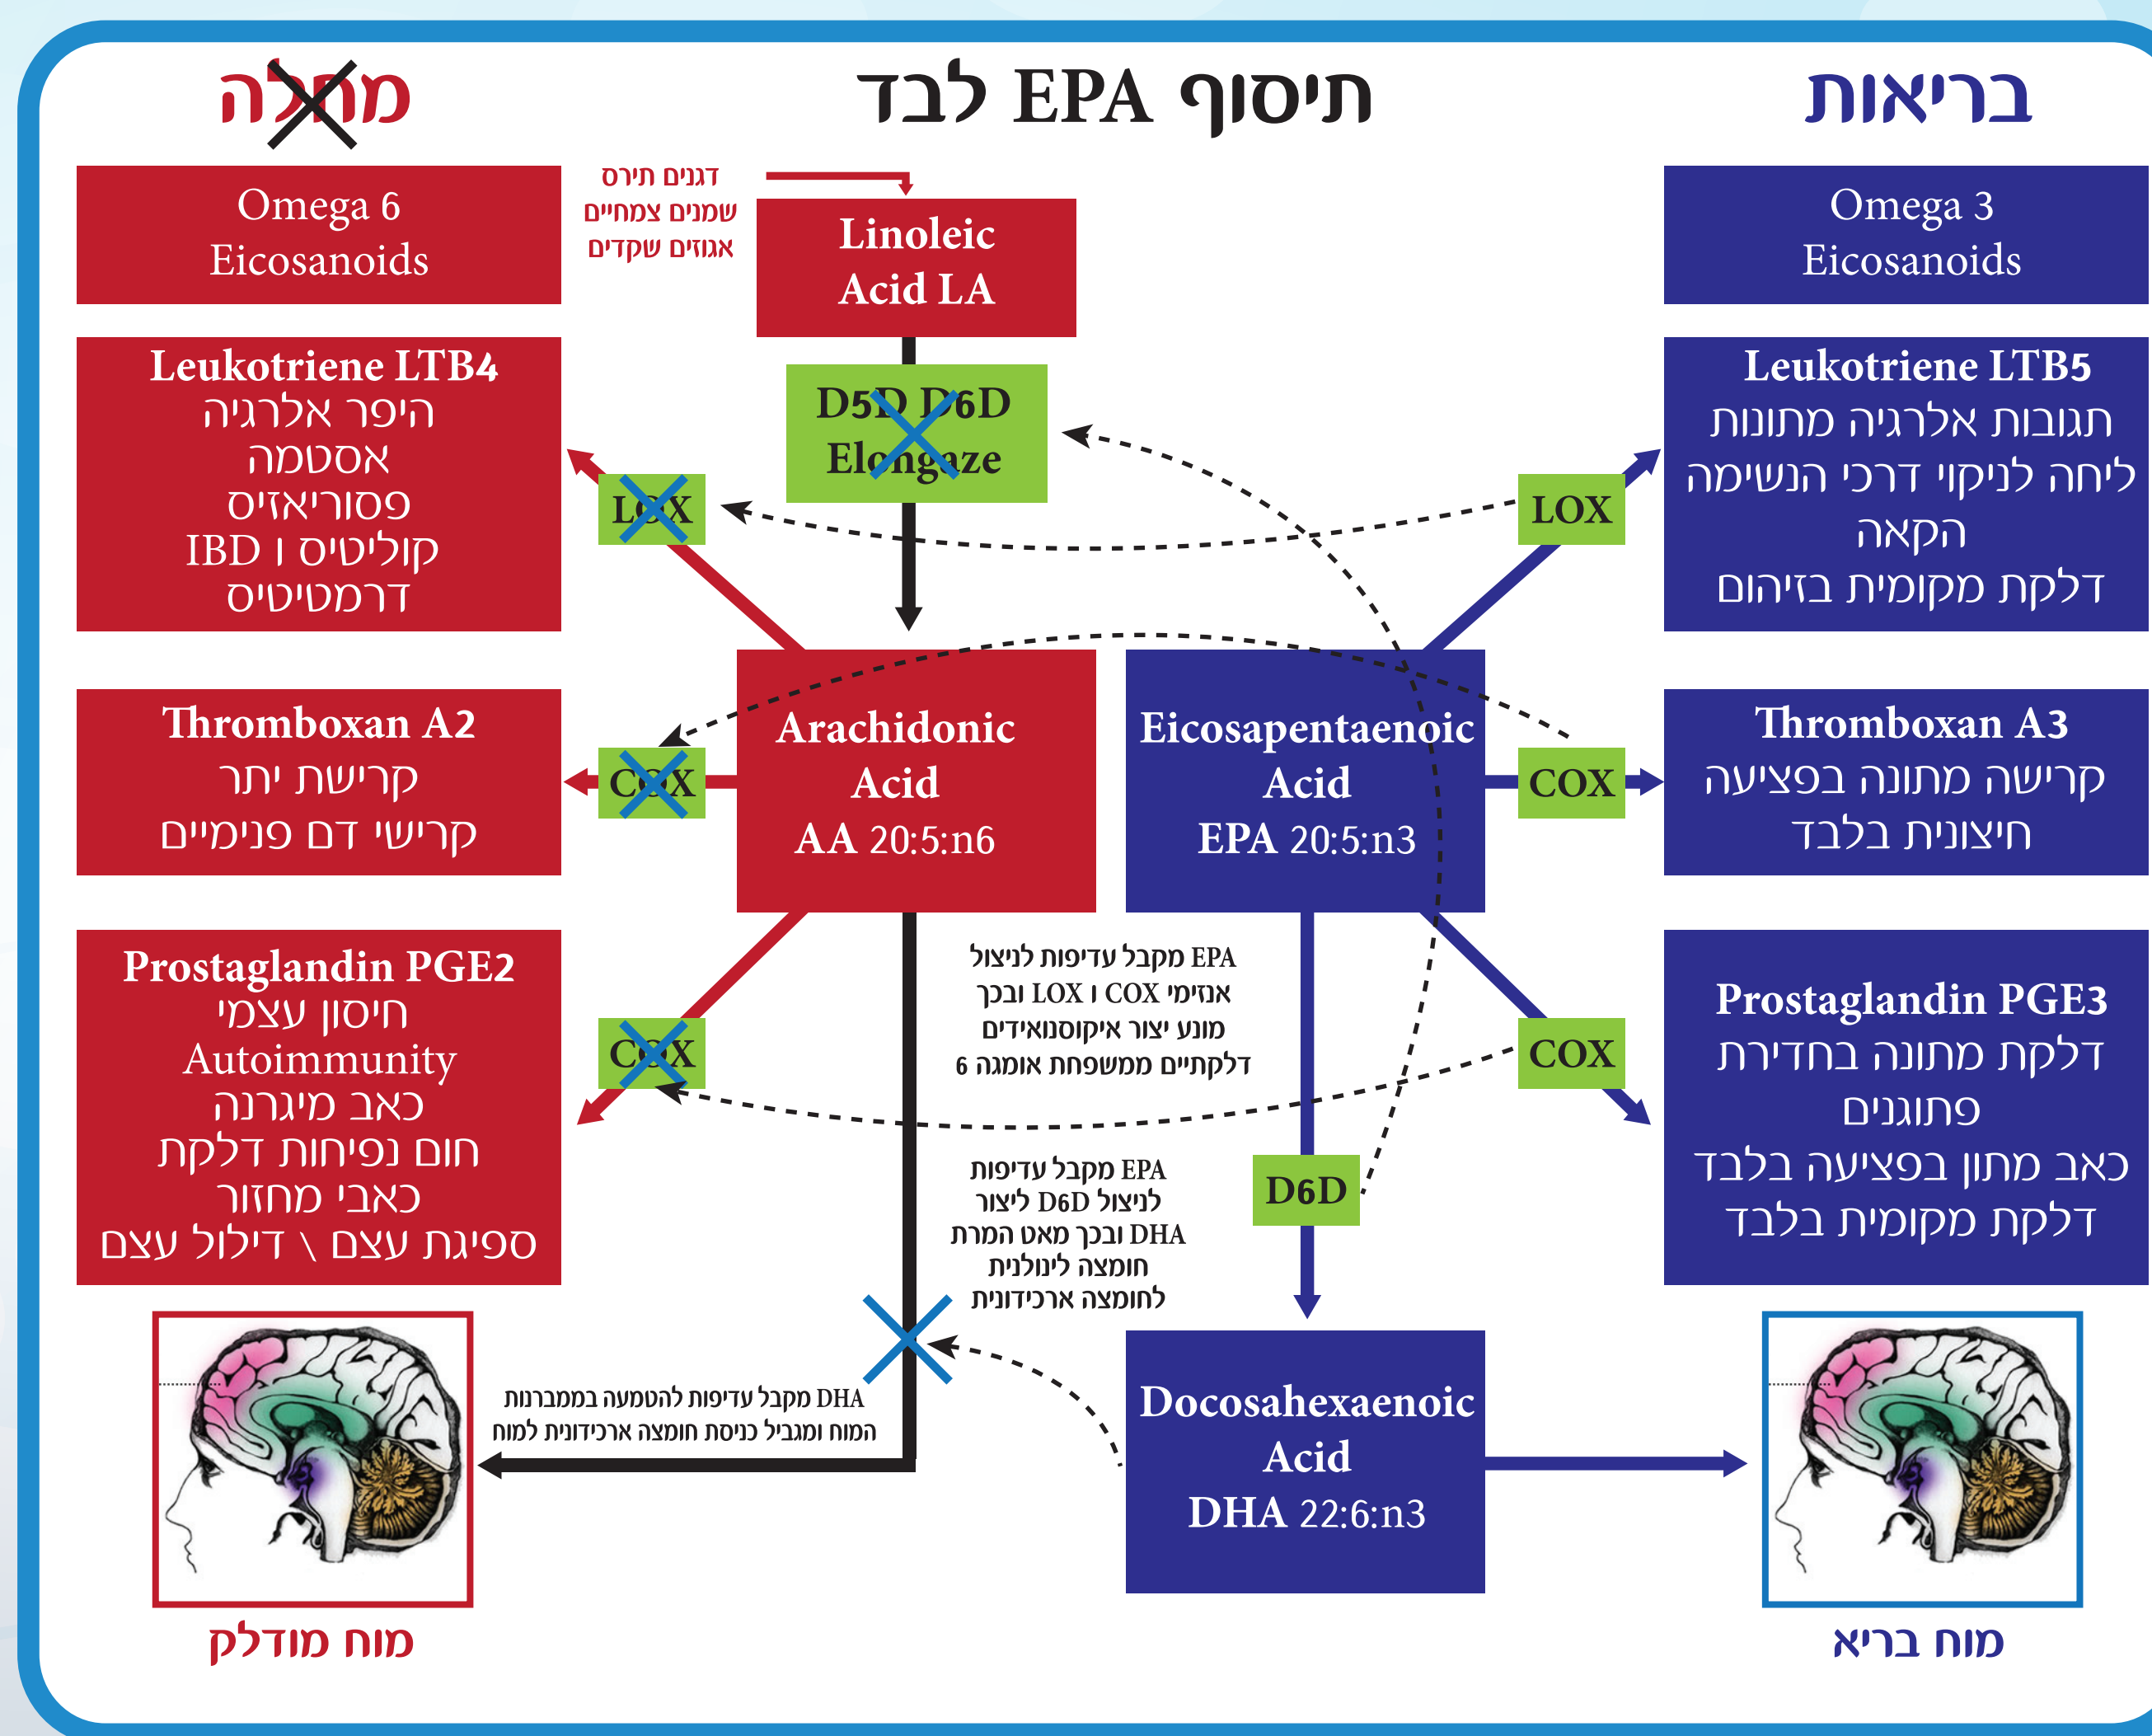 בריאות
תיסוף EPA לבד
מחלה
Omega 3
Eicosanoids
Leukotriene LTB5
תגובות אלרגיה מתונות
ליחה לניקוי דרכי הנשימה
הקאה
דלקת מקומית בזיהום
Thromboxan A3
קרישה מתונה בפציעה
חיצונית בלבד
Prostaglandin PGE3
דלקת מתונה בחדירת
פתוגנים
כאב מתון בפציעה בלבד
דלקת מקומית בלבד
מוח בריא
LOX
COX
COX
דגנים תירס
שמנים צמחיים
אגוזים שקדים
Linoleic
Acid LA
D5D D6D
Elongaze
Eicosapentaenoic
Acid
EPA 20:5:n3
Arachidonic
Acid
AA 20:5:n6
EPA מקבל עדיפות לניצול
אנזימי COX ו LOX ובכך
מונע יצור איקוסנואידים
דלקתיים ממשפחת אומגה 6
EPA מקבל עדיפות
לניצול D6D ליצור
DHA ובכך מאט המרת
חומצה לינולנית
לחומצה ארכידונית
D6D
Docosahexaenoic
Acid
DHA 22:6:n3
DHA מקבל עדיפות להטמעה בממברנות
המוח ומגביל כניסת חומצה ארכידונית למוח
LOX
COX
COX
Omega 6
Eicosanoids
Leukotriene LTB4
היפר אלרגיה
אסטמה
פסוריאזיס
קוליטיס ו IBD
דרמטיטיס
Thromboxan A2
קרישת יתר
קרישי דם פנימיים
Prostaglandin PGE2
חיסון עצמי
Autoimmunity
כאב מיגרנה
חום נפיחות דלקת
כאבי מחזור
ספיגת עצם \ דילול עצם
מוח מודלק